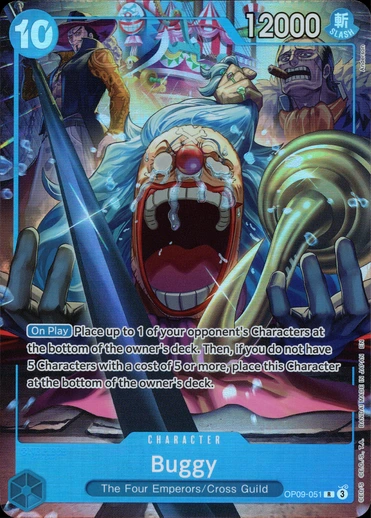 10
12000
斬
SLASH
On Play Place up to 1 of your opponent's Characters at
the bottom of the owner's deck. Then, if you do not have
5 Characters with a cost of 5 or more, place this Character
at the bottom of the owner's deck.
CHARACTER
Buggy
The Four Emperors/Cross Guild
OP09-051 R 3